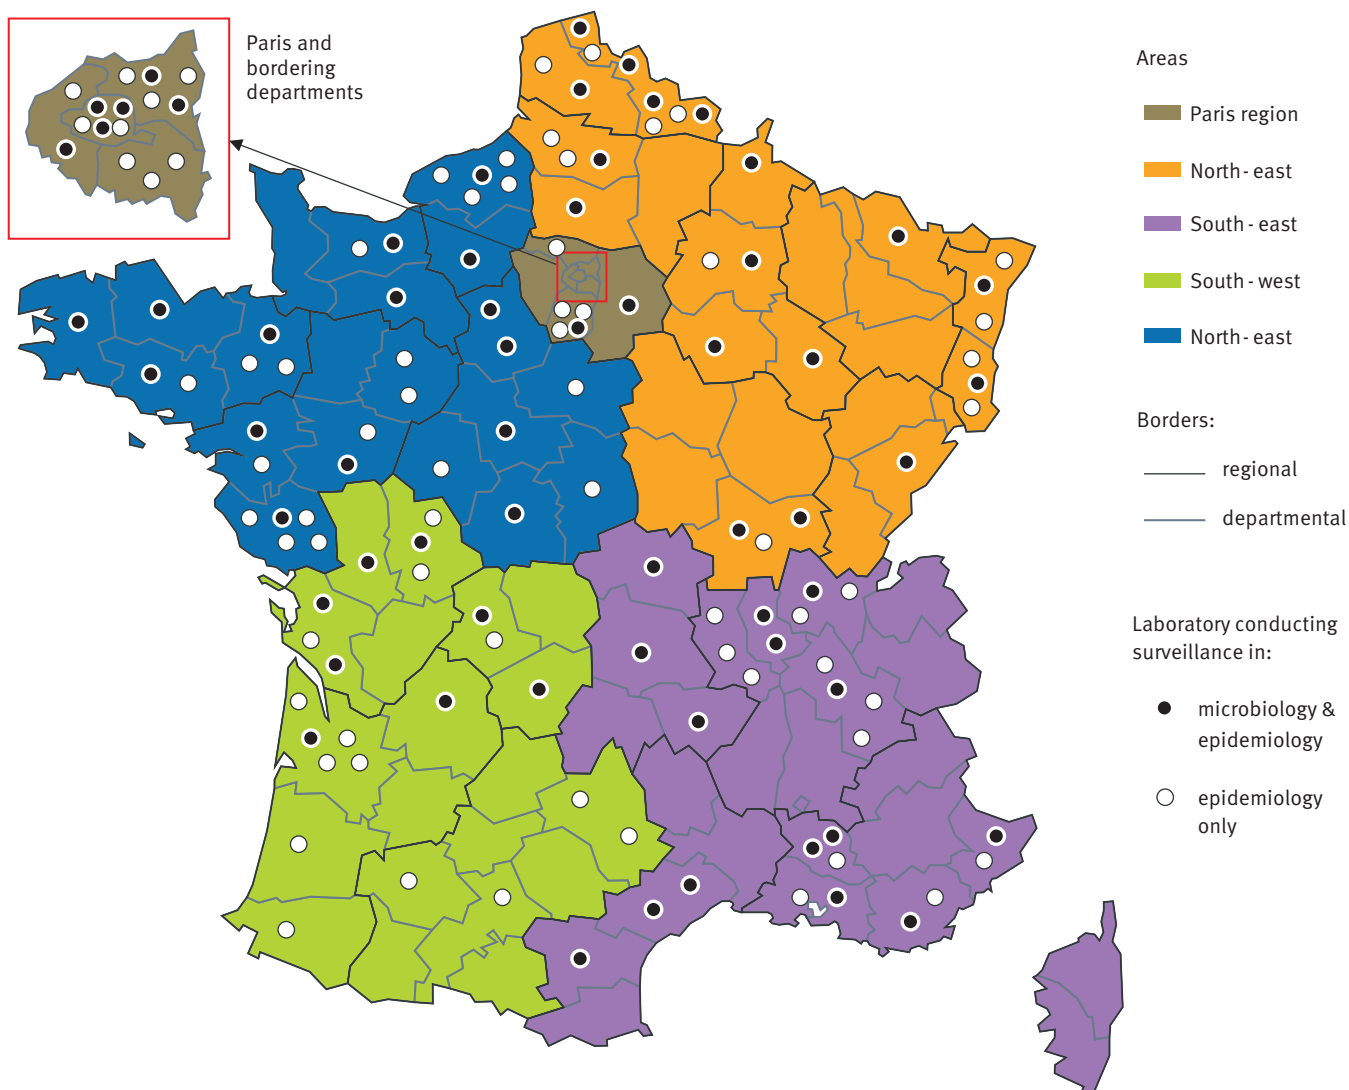 Paris and
bordering
departments
Areas
Paris region
North - east
South - east
South - west
North - east
Borders:
regional
departmental
Laboratory conducting
surveillance in:
microbiology &
epidemiology
epidemiology
only